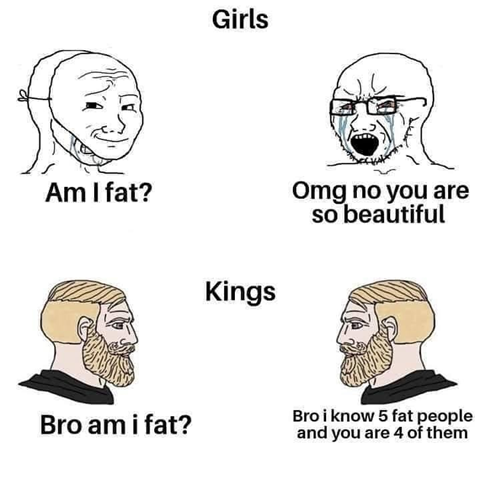 Girls
Am I fat?
Omg no you are
so beautiful
Kings
Bro am i fat?
Bro i know 5 fat people
and you are 4 of them